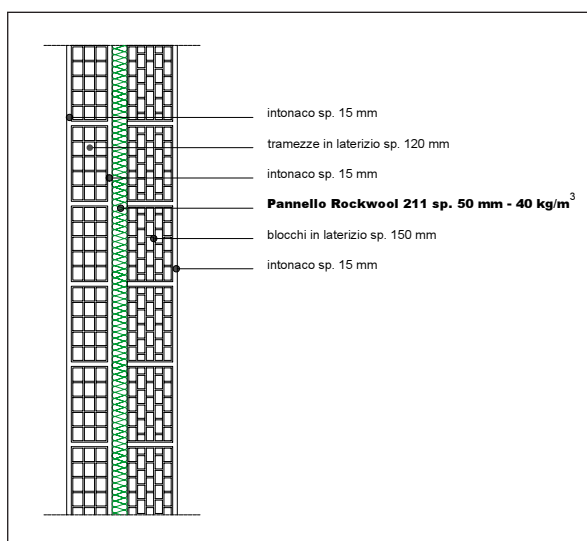 intonaco sp. 15 mm
tramezze in laterizio sp. 120 mm
intonaco sp. 15 mm
Pannello Rockwool 211 sp. 50 mm - 40 kg/m³
blocchi in laterizio sp. 150 mm
intonaco sp. 15 mm